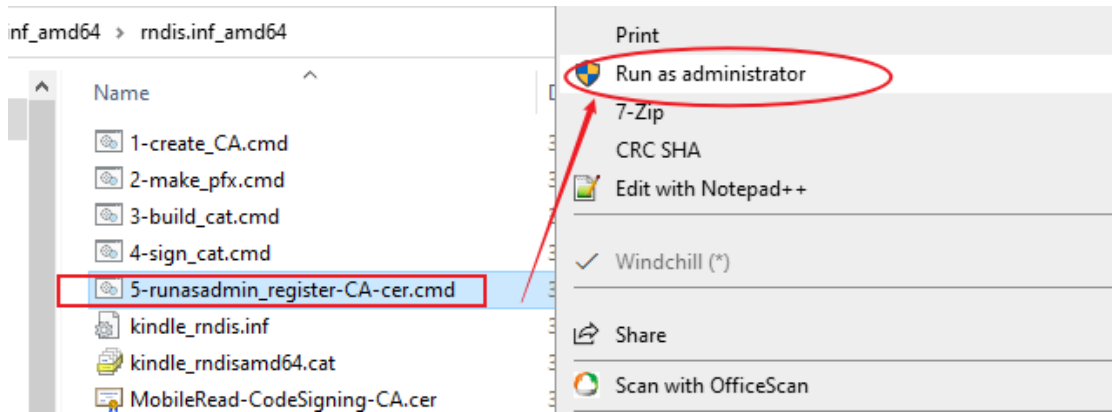 inf_amd64 > rndis.inf_amd64
Name
1-create_CA.cmd
2-make_pfx.cmd
3-build_cat.cmd
4-sign_cat.cmd
5-runasadmin_register-CA-cer.cmd
kindle_rndis.inf
kindle_rndisamd64.cat
MobileRead-CodeSigning-CA.cer
Print
Run as administrator
7-Zip
CRC SHA
Edit with Notepad++
Windchill (*)
Share
Scan with OfficeScan